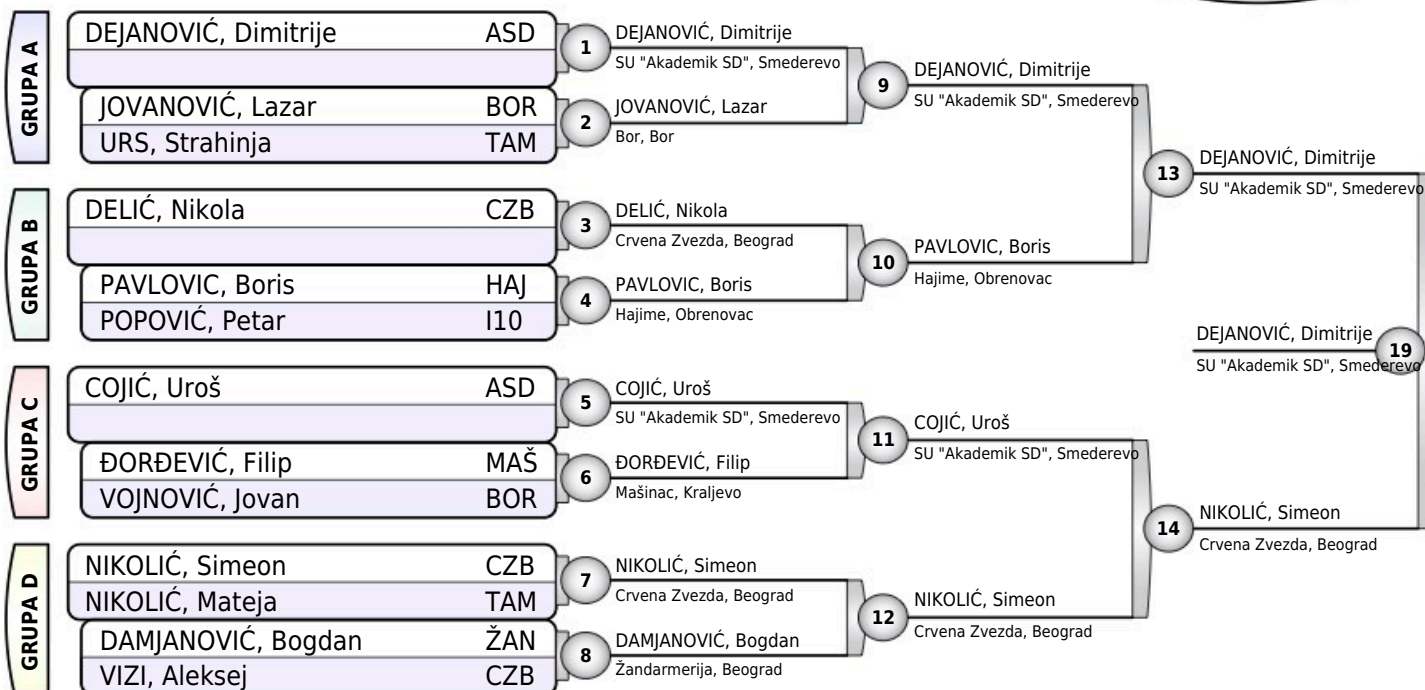 GRUPA A
DEJANOVIĆ, Dimitrije ASD
JOVANOVIĆ, Lazar BOR
URS, Strahinja TAM
1
DEJANOVIĆ, Dimitrije
SU "Akademik SD", Smederevo
2
JOVANOVIĆ, Lazar
Bor, Bor
9
DEJANOVIĆ, Dimitrije
SU "Akademik SD", Smederevo
GRUPA B
DELIĆ, Nikola CZB
PAVLOVIC, Boris HAJ
POPOVIĆ, Petar I10
3
DELIĆ, Nikola
Crvena Zvezda, Beograd
4
PAVLOVIC, Boris
Hajime, Obrenovac
10
PAVLOVIC, Boris
Hajime, Obrenovac
13
DEJANOVIĆ, Dimitrije
SU "Akademik SD", Smederevo
GRUPA C
COJIĆ, Uroš ASD
ĐORĐEVIĆ, Filip MAŠ
VOJNOVIĆ, Jovan BOR
5
COJIĆ, Uroš
SU "Akademik SD", Smederevo
6
ĐORĐEVIĆ, Filip
Mašinac, Kraljevo
11
COJIĆ, Uroš
SU "Akademik SD", Smederevo
GRUPA D
NIKOLIĆ, Simeon CZB
NIKOLIĆ, Mateja TAM
DAMJANOVIĆ, Bogdan ŽAN
VIZI, Aleksej CZB
7
NIKOLIĆ, Simeon
Crvena Zvezda, Beograd
8
DAMJANOVIĆ, Bogdan
Žandarmerija, Beograd
12
NIKOLIĆ, Simeon
Crvena Zvezda, Beograd
14
NIKOLIĆ, Simeon
Crvena Zvezda, Beograd
DEJANOVIĆ, Dimitrije
SU "Akademik SD", Smederevo
19